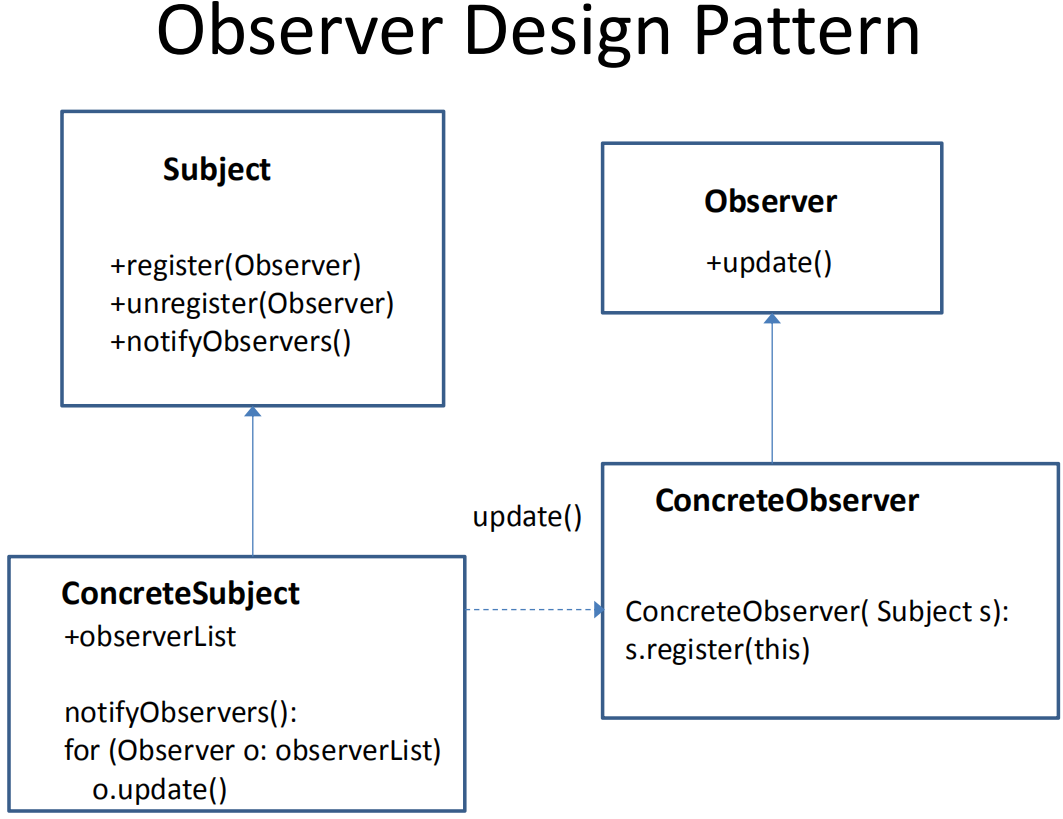 Observer Design Pattern
Subject
+register(Observer)
+unregister(Observer)
+notifyObservers()
Observer
+update()
update()
ConcreteSubject
+observerList
notifyObservers():
for (Observer o: observerList)
o.update()
ConcreteObserver
ConcreteObserver( Subject s):
s.register(this)